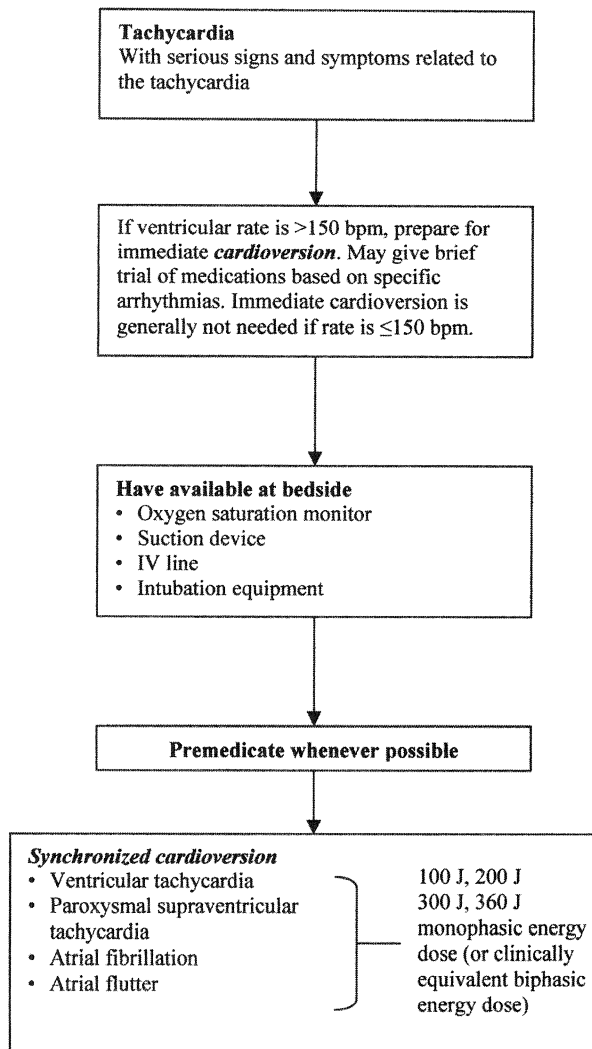 Tachycardia
With serious signs and symptoms related to
the tachycardia
If ventricular rate is >150 bpm, prepare for
immediate cardioversion. May give brief
trial of medications based on specific
arrhythmias. Immediate cardioversion is
generally not needed if rate is ≤150 bpm.
Have available at bedside
• Oxygen saturation monitor
• Suction device
• IV line
• Intubation equipment
Premedicate whenever possible
Synchronized cardioversion
• Ventricular tachycardia
• Paroxysmal supraventricular
tachycardia
• Atrial fibrillation
• Atrial flutter
100 J, 200 J
300 J, 360 J
monophasic energy
dose (or clinically
equivalent biphasic
energy dose)